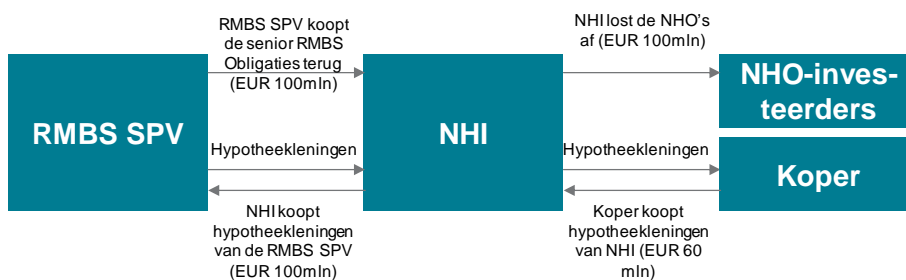 RMBS SPV koopt
de senior RMBS
Obligaties terug
(EUR 100mln)
NHI lost de NHO's
af (EUR 100mln)
RMBS SPV
NHI
NHO-inves-
teerders
Hypotheekleningen
Hypotheekleningen
Koper
NHI koopt
hypotheekleningen
van de RMBS SPV
(EUR 100mln)
Koper koopt
hypotheekleningen
van NHI (EUR 60
mln)